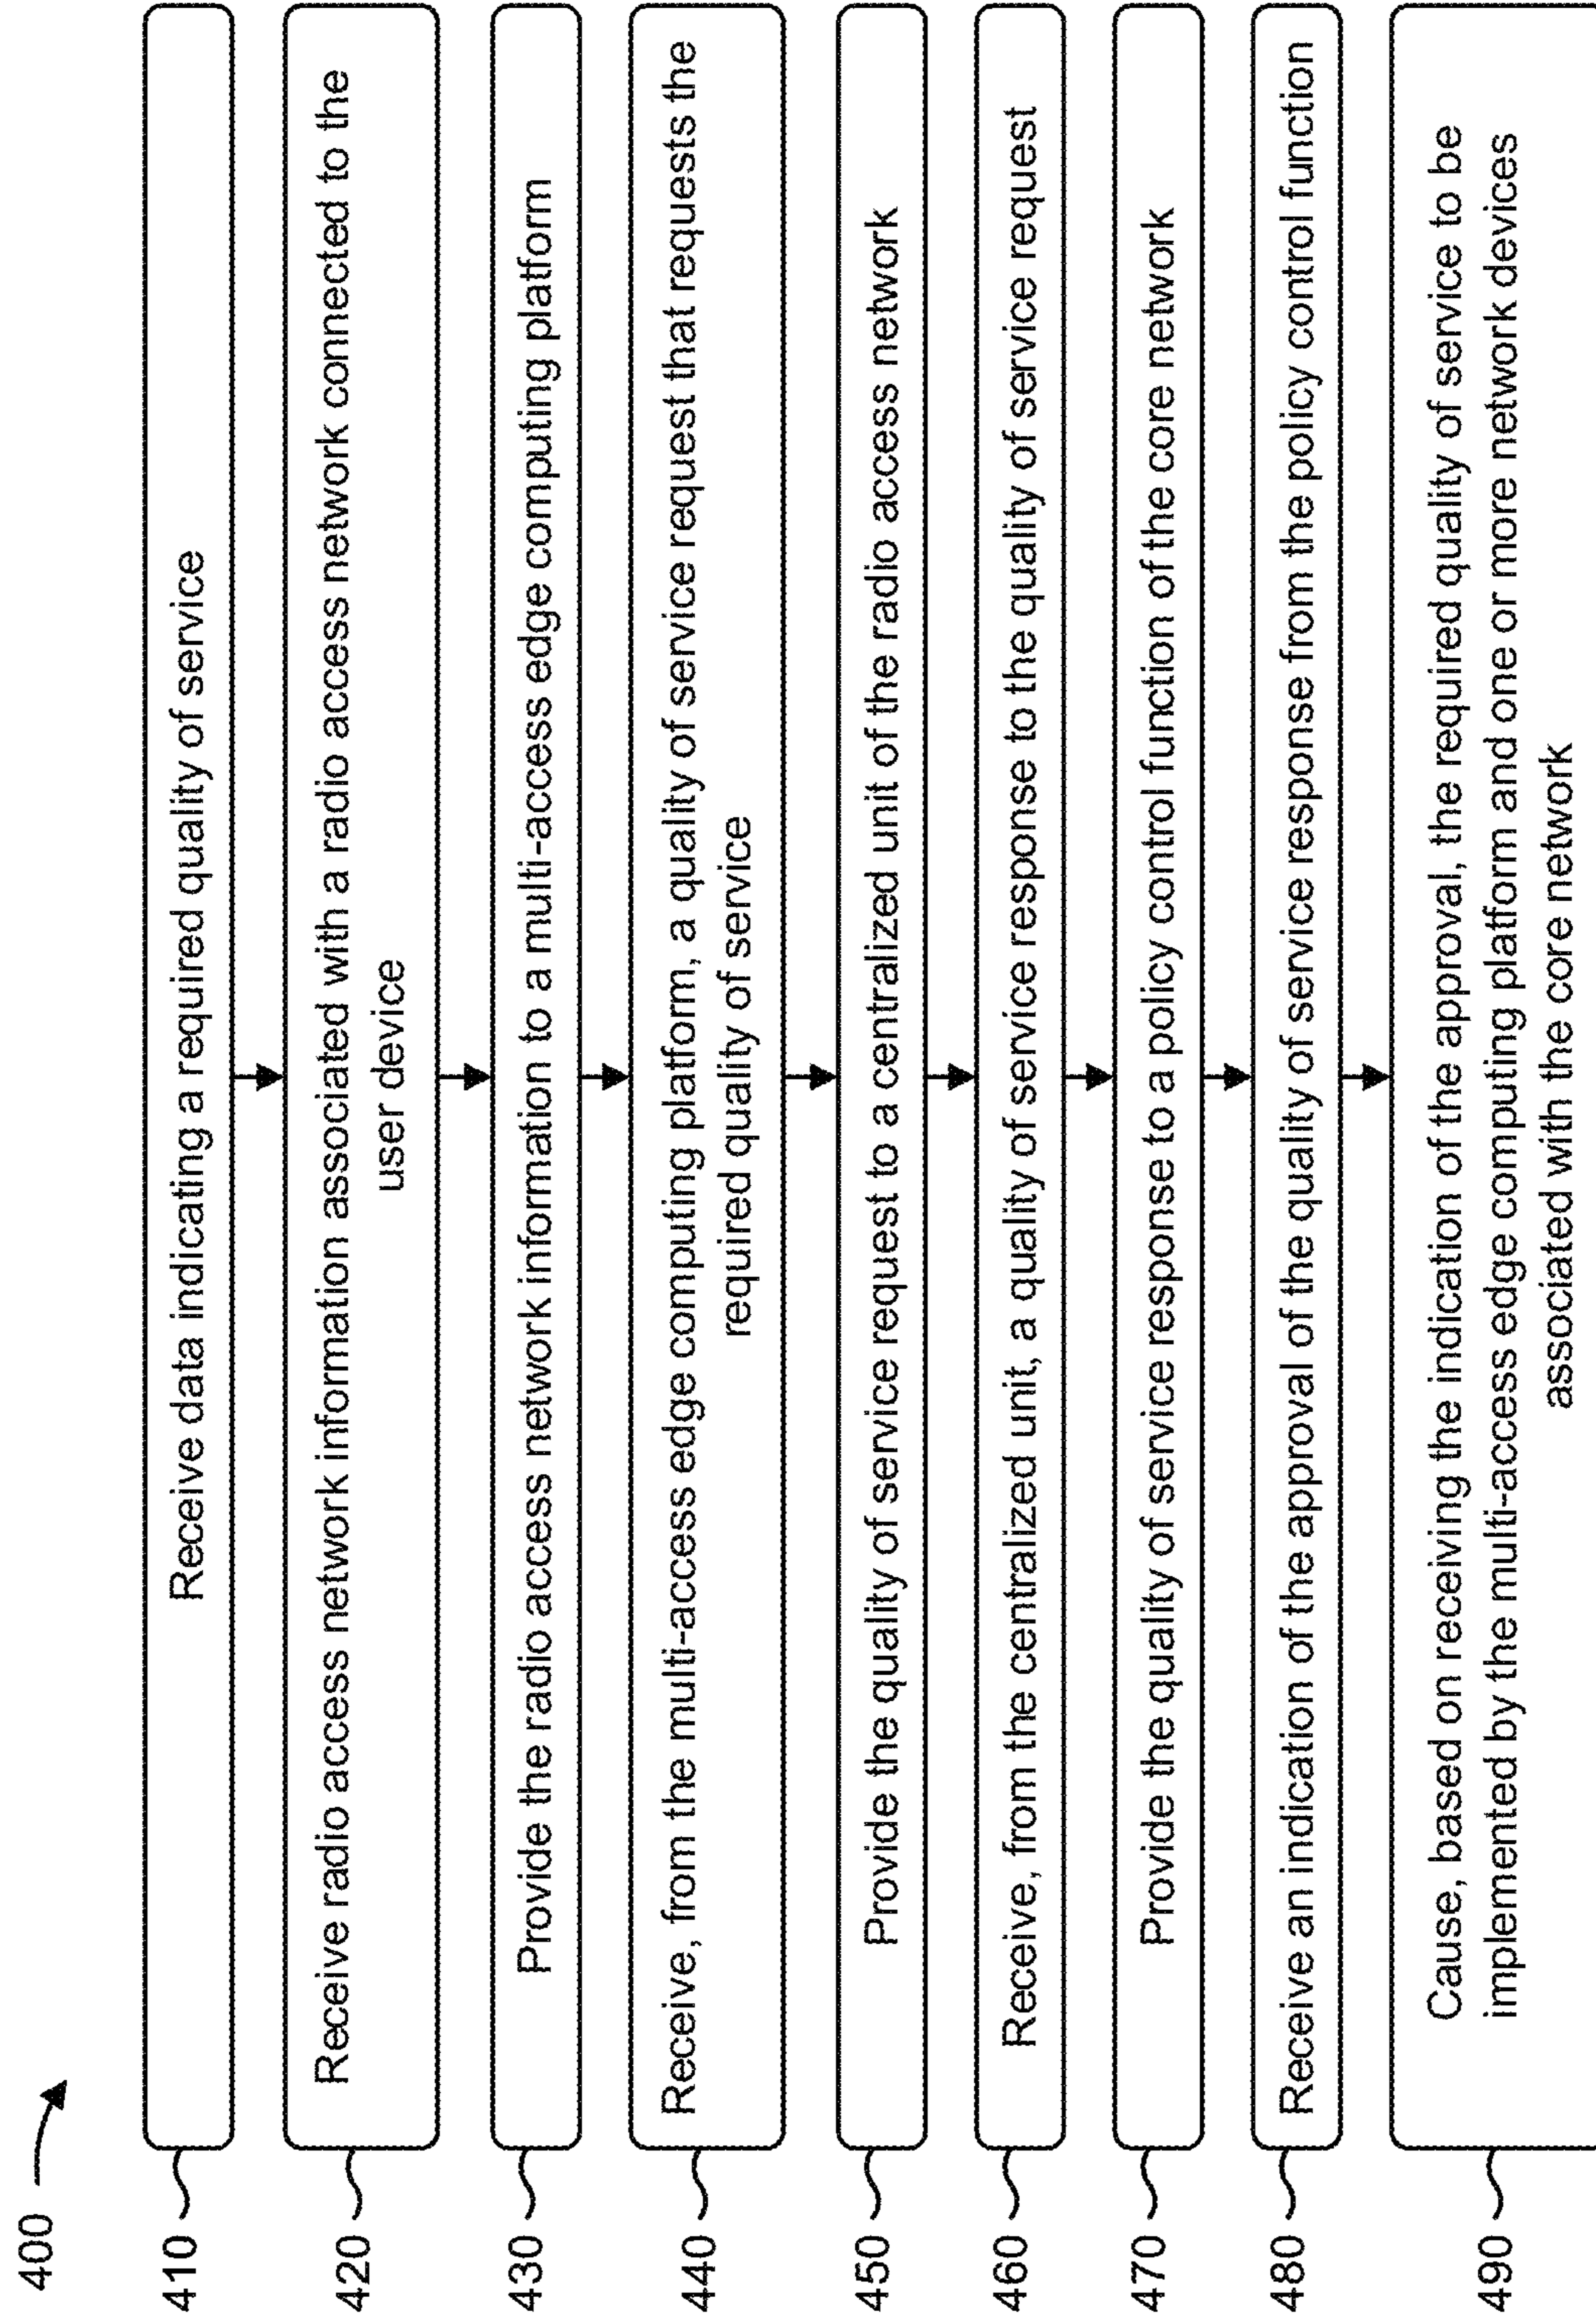 400
410
Receive data indicating a required quality of service
420
Receive radio access network information associated with a radio access network connected to the
user device
430
Provide the radio access network information to a multi-access edge computing platform
440
Receive, from the multi-access edge computing platform, a quality of service request that requests the
required quality of service
450
Provide the quality of service request to a centralized unit of the radio access network
460
Receive, from the centralized unit, a quality of service response to the quality of service request
470
Provide the quality of service response to a policy control function of the core network
480
Receive an indication of the approval of the quality of service response from the policy control function
490
Cause, based on receiving the indication of the approval, the required quality of service to be
implemented by the multi-access edge computing platform and one or more network devices
associated with the core network